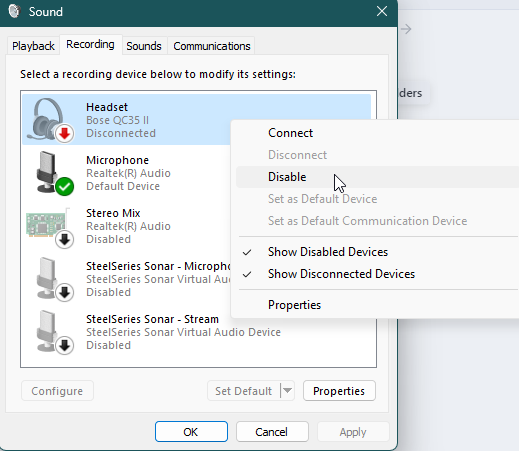 Sound
Playback
Recording
Sounds
Communications
Select a recording device below to modify its settings:
Headset
Bose QC35 II
Disconnected
Microphone
Realtek(R) Audio
Default Device
Stereo Mix
Realtek(R) Audio
Disabled
SteelSeries Sonar - Micropho
SteelSeries Sonar Virtual Au
Disabled
SteelSeries Sonar - Stream
SteelSeries Sonar Virtual Audio Device
Disabled
Connect
Disconnect
Disable
Set as Default Device
Set as Default Communication Device
Show Disabled Devices
Show Disconnected Devices
Properties
Configure
Set Default
Properties
OK
Cancel
Apply
ders